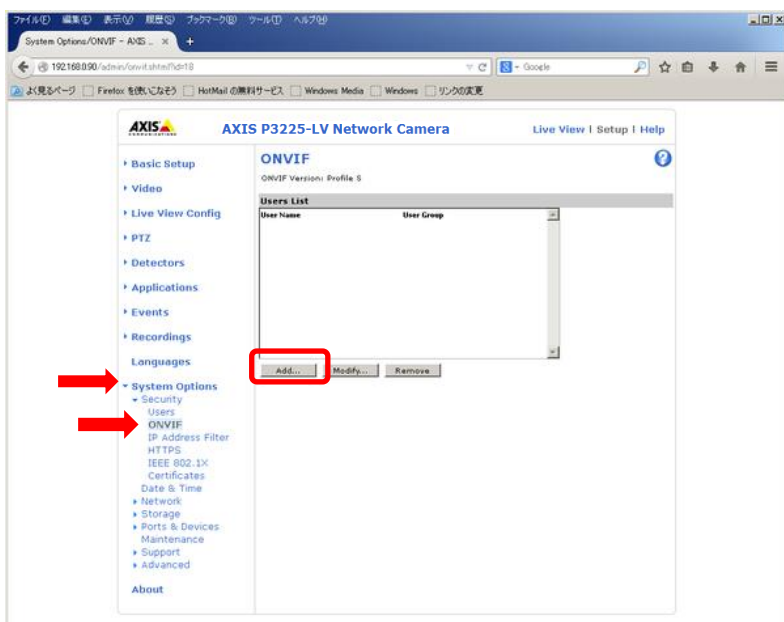 ファイル(F) 編集(E) 表示(V) 履歴(S) ブックマーク(B) ツール(T) ヘルプ(H)
System Options/ONVIF - AXIS ... × +
192.168.0.90/admin/onvif.shtml?id=18
8 - Google
よく見るページ Firefox を使いこなそう HotMail の無料サービス Windows Media Windows リンクの変更
AXIS
COMMUNICATIONS
AXIS P3225-LV Network Camera
Live View | Setup | Help
Basic Setup
Video
Live View Config
PTZ
Detectors
Applications
Events
Recordings
Languages
System Options
Security
Users
ONVIF
IP Address Filter
HTTPS
IEEE 802.1X
Certificates
Date & Time
Network
Storage
Ports & Devices
Maintenance
Support
Advanced
About
ONVIF
?
ONVIF Version: Profile S
Users List
User Name User Group
Add... Modify... Remove